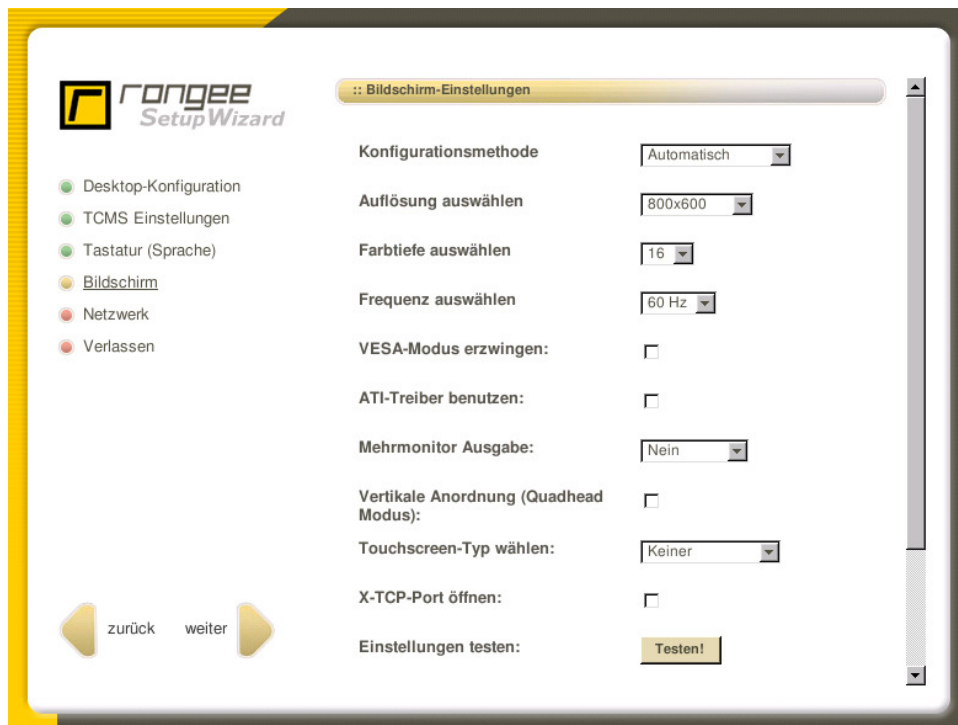 rongee
SetupWizard
Desktop-Konfiguration
TCMS Einstellungen
Tastatur (Sprache)
Bildschirm
Netzwerk
Verlassen
zurück
weiter
:: Bildschirm-Einstellungen
Konfigurationsmethode
Automatisch
Auflösung auswählen
800x600
Farbtiefe auswählen
16
Frequenz auswählen
60 Hz
VESA-Modus erzwingen:
ATI-Treiber benutzen:
Mehrmonitor Ausgabe:
Nein
Vertikale Anordnung (Quadhead
Modus):
Touchscreen-Typ wählen:
Keiner
X-TCP-Port öffnen:
Einstellungen testen:
Testen!